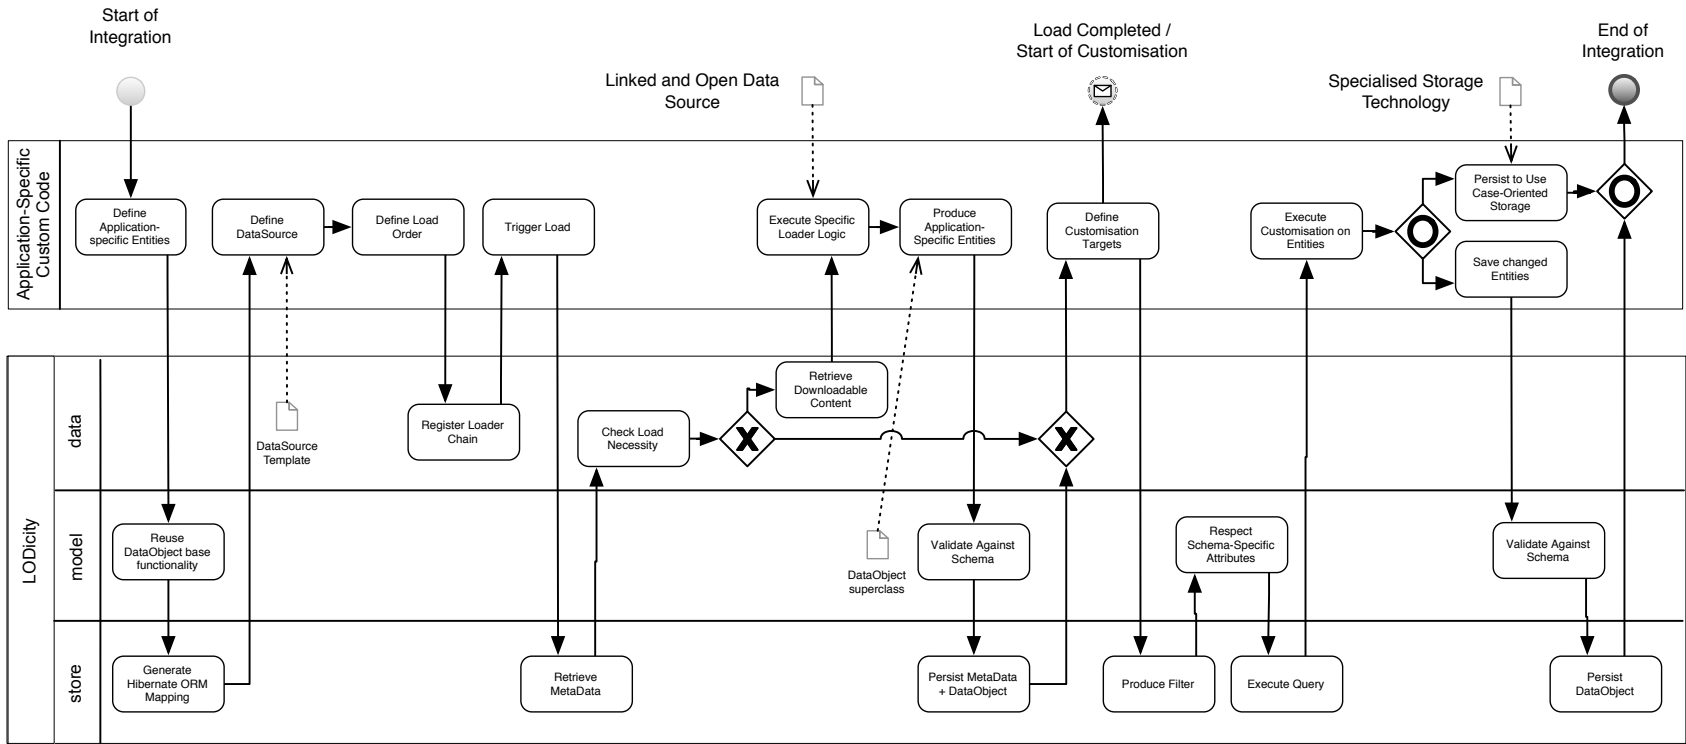 Start of
Integration
Load Completed /
Start of Customisation
End of
Integration
Linked and Open Data
Source
Specialised Storage
Technology
Application-Specific
Custom Code
Define
Application-
specific Entities
Define
DataSource
Define Load
Order
Trigger Load
Execute Specific
Loader Logic
Produce
Application-
Specific Entities
Define
Customisation
Targets
Execute
Customisation on
Entities
Persist to Use
Case-Oriented
Storage
Save changed
Entities
LODicity
data
DataSource
Template
Register Loader
Chain
Check Load
Necessity
Retrieve
Downloadable
Content
model
Reuse
DataObject base
functionality
DataObject
superclass
Validate Against
Schema
Respect
Schema-Specific
Attributes
Validate Against
Schema
store
Generate
Hibernate ORM
Mapping
Retrieve
MetaData
Persist MetaData
+ DataObject
Produce Filter
Execute Query
Persist
DataObject